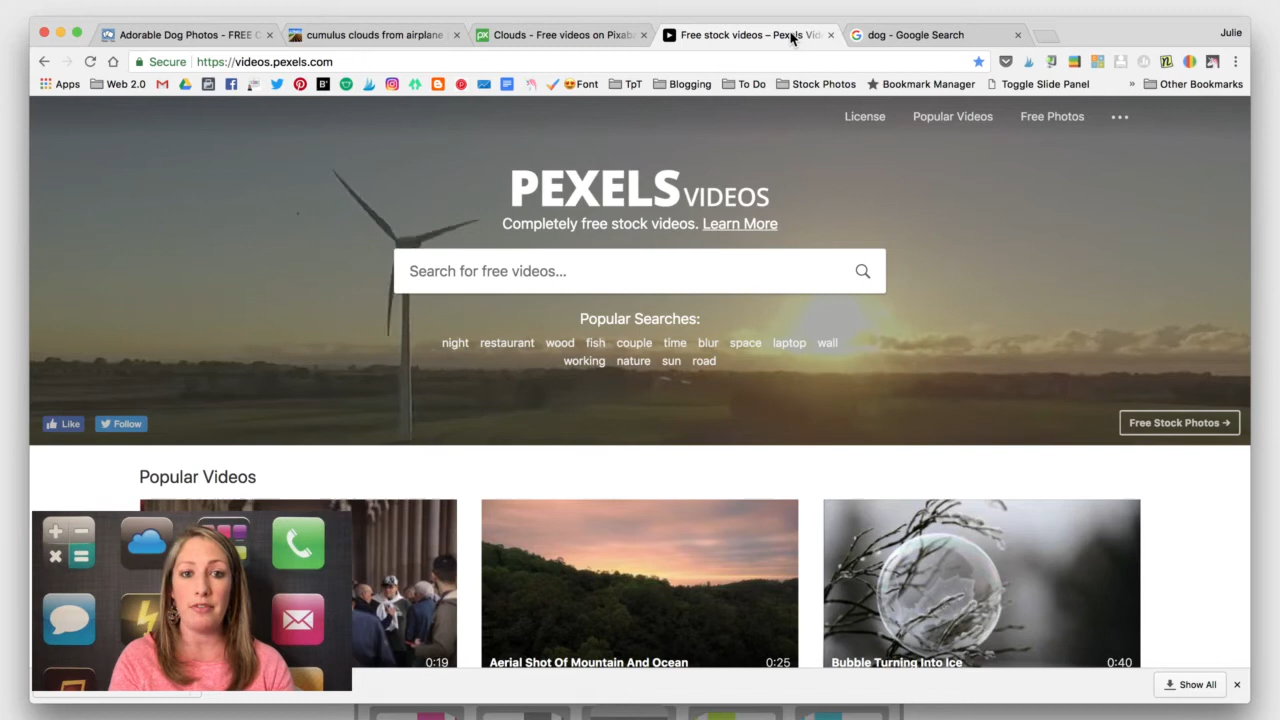 Adorable Dog Photos - FREE C
cumulus clouds from airplane
Clouds - Free videos on Pixaba
Free stock videos – Pexels Vid
dog - Google Search
Julie
Secure
https://videos.pexels.com
Apps
Web 2.0
Font
TpT
Blogging
To Do
Stock Photos
Bookmark Manager
Toggle Slide Panel
»
Other Bookmarks
License
Popular Videos
Free Photos
PEXELS VIDEOS
Completely free stock videos. Learn More
Search for free videos...
Popular Searches:
night restaurant wood fish couple time blur space laptop wall
working nature sun road
Like
Follow
Free Stock Photos →
Popular Videos
0:19
Aerial Shot Of Mountain And Ocean
0:25
Bubble Turning Into Ice
0:40
Show All